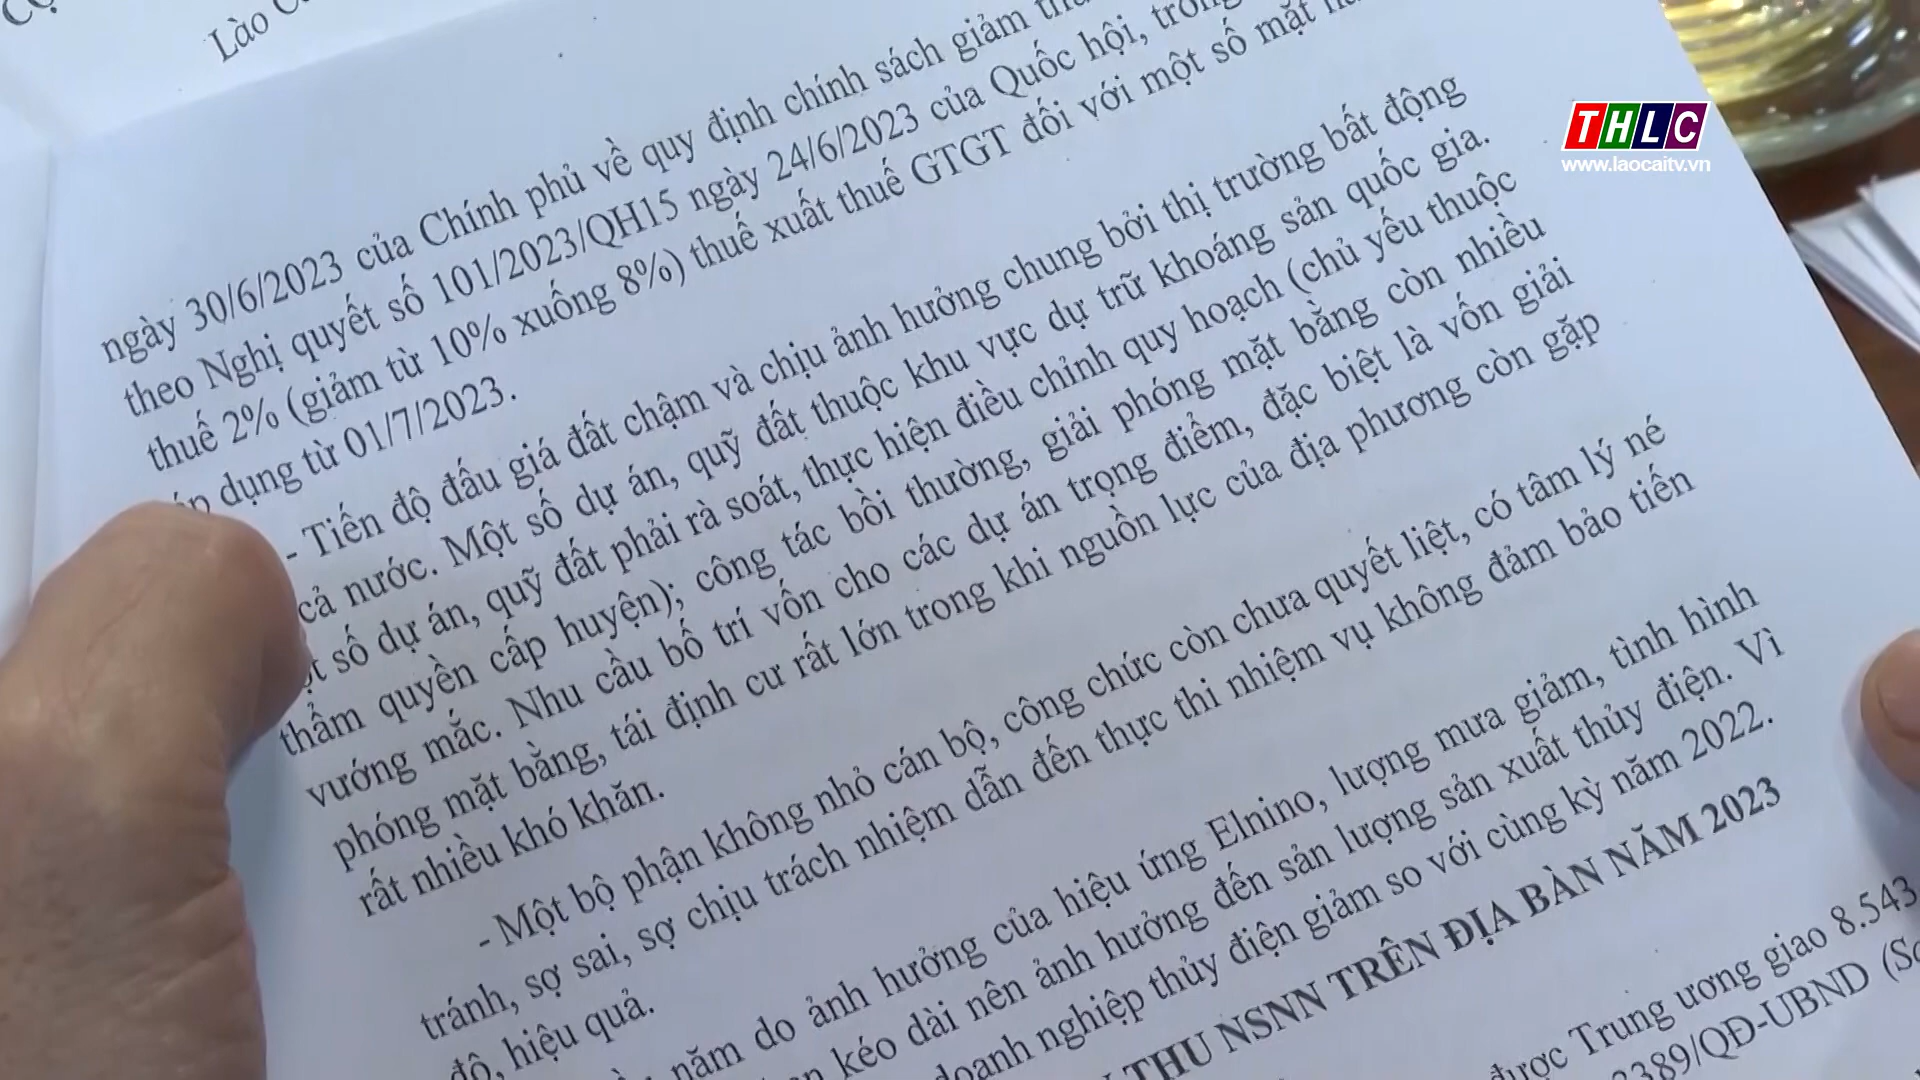 Lào
ngày 30/6/2023 của Chính phủ về quy định chính sách giảm
theo Nghị quyết số 101/2023/QH15 ngày 24/6/2023 của Quốc hội, trong
thuế 2% (giảm từ 10% xuống 8%) thuế xuất thuế GTGT đối với một số mặt
dụng từ 01/7/2023.
- Tiến độ đấu giá đất chậm và chịu ảnh hưởng chung bởi thị trường bất động
cả nước. Một số dự án, quỹ đất thuộc khu vực dự trữ khoáng sản quốc gia.
số dự án, quỹ đất phải rà soát, thực hiện điều chỉnh quy hoạch (chủ yếu thuộc
thẩm quyền cấp huyện); công tác bồi thường, giải phóng mặt bằng còn nhiều
vướng mắc. Nhu cầu bố trí vốn cho các dự án trọng điểm, đặc biệt là vốn giải
phóng mặt bằng, tái định cư rất lớn trong khi nguồn lực của địa phương còn gặp
rất nhiều khó khăn.
- Một bộ phận không nhỏ cán bộ, công chức còn chưa quyết liệt, có tâm lý né
tránh, sợ sai, sợ chịu trách nhiệm dẫn đến thực thi nhiệm vụ không đảm bảo tiến
độ, hiệu quả.
năm do ảnh hưởng của hiệu ứng Elnino, lượng mưa giảm, tình hình
kéo dài nên ảnh hưởng đến sản lượng sản xuất thủy điện. Vì
doanh nghiệp thủy điện giảm so với cùng kỳ năm 2022.
THU NSNN TRÊN ĐỊA BÀN NĂM 2023
được Trung ương giao 8.543
2389/QĐ-UBND
THLC
www.laocaitv.vn